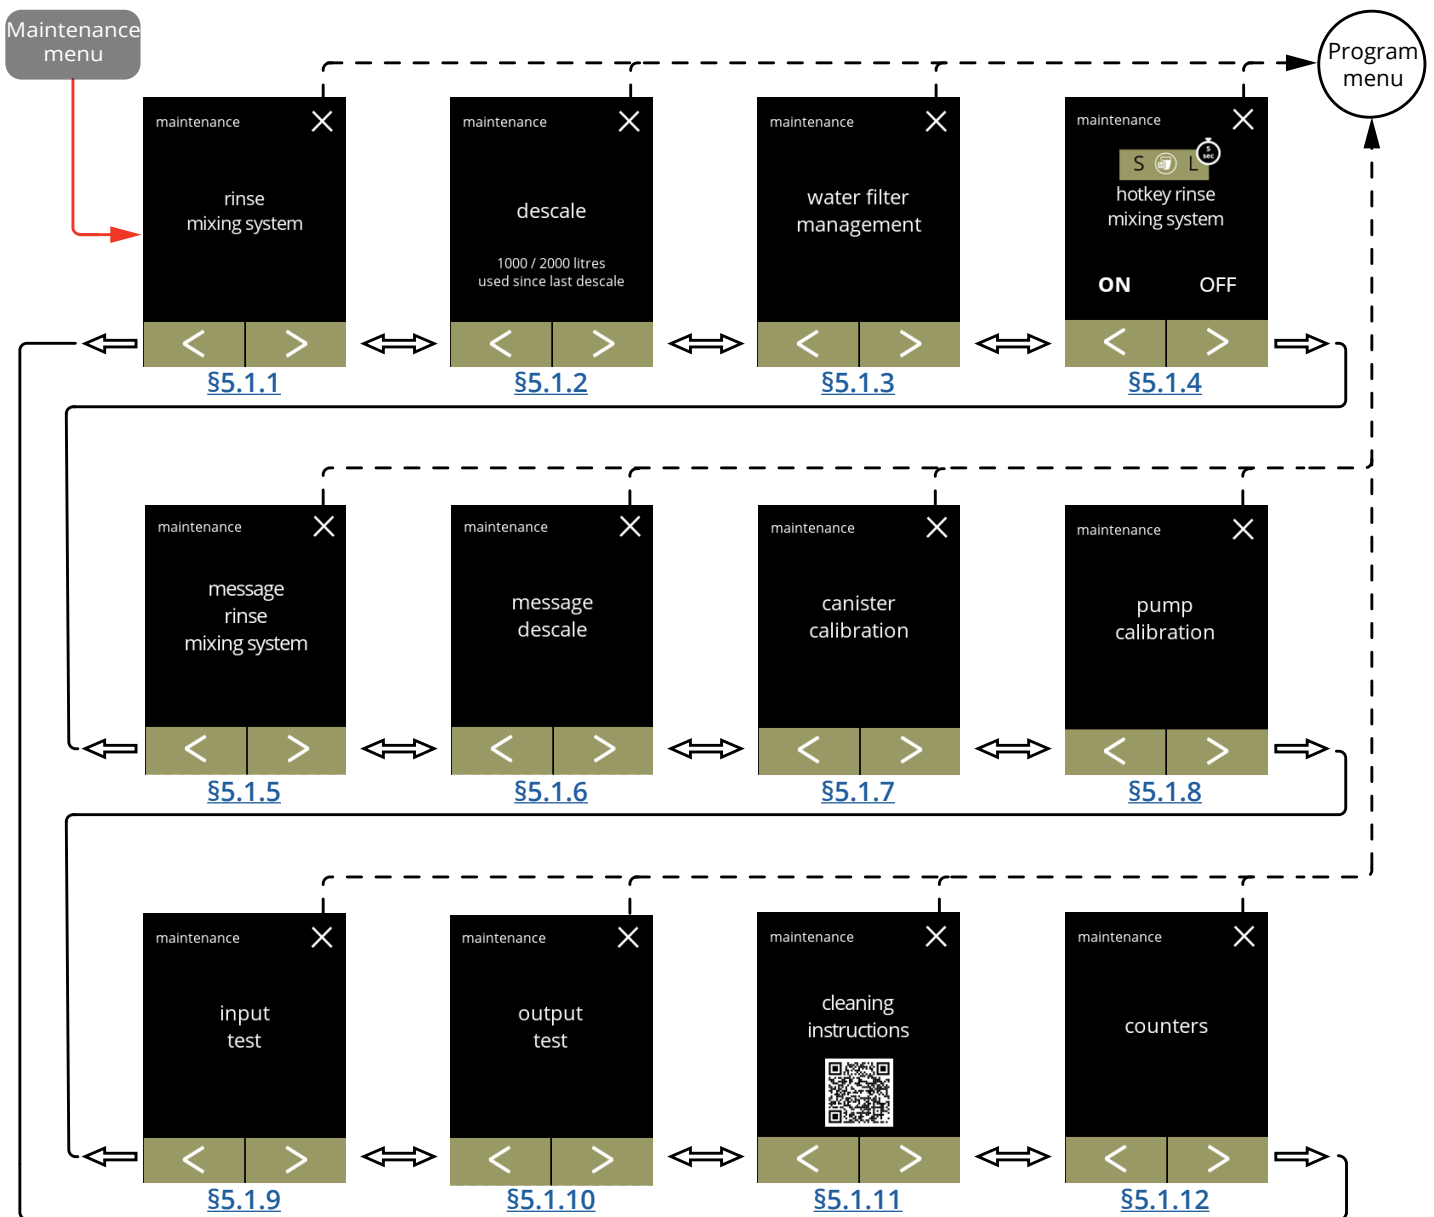 Maintenance
menu
Program
menu
maintenance
rinse
mixing system
§5.1.1
maintenance
descale
1000 / 2000 litres
used since last descale
§5.1.2
maintenance
water filter
management
§5.1.3
maintenance
5
sec
S L
hotkey rinse
mixing system
ON OFF
§5.1.4
maintenance
message
rinse
mixing system
§5.1.5
maintenance
message
descale
§5.1.6
maintenance
canister
calibration
§5.1.7
maintenance
pump
calibration
§5.1.8
maintenance
input
test
§5.1.9
maintenance
output
test
§5.1.10
maintenance
cleaning
instructions
§5.1.11
maintenance
counters
§5.1.12